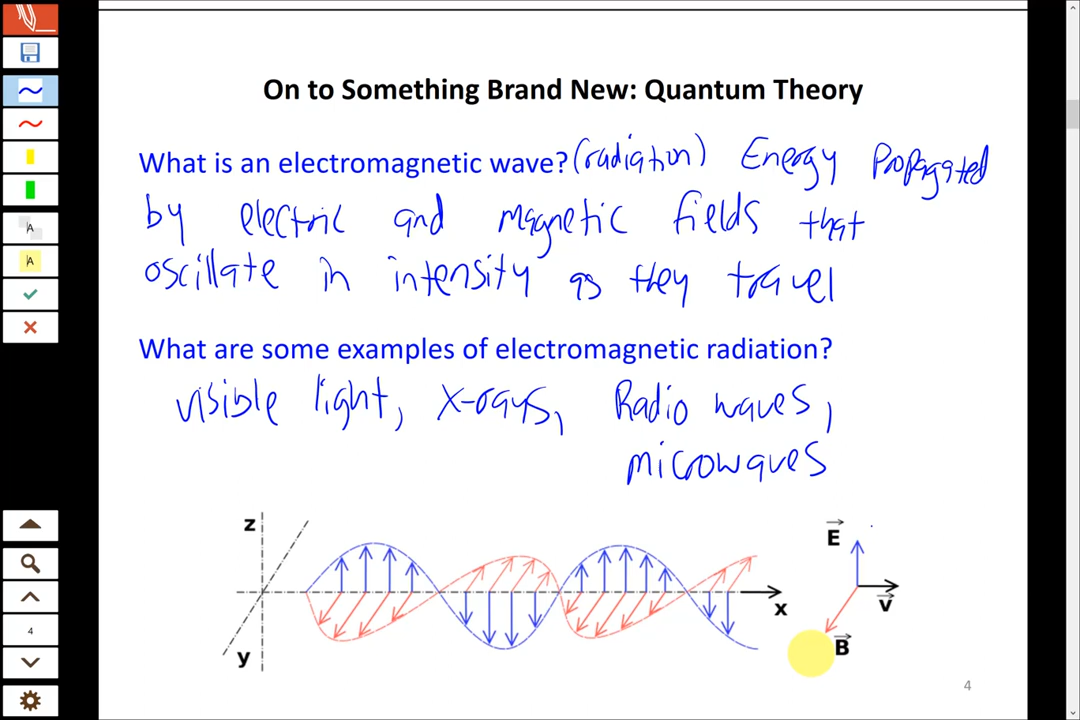 On to Something Brand New: Quantum Theory
What is an electromagnetic wave? (radiation) Energy Propagated
by electric and magnetic fields that
oscillate in intensity as they travel
What are some examples of electromagnetic radiation?
visible light, x-rays, Radio waves,
microwaves
z
E
x
v
y
B
4
A
A
4